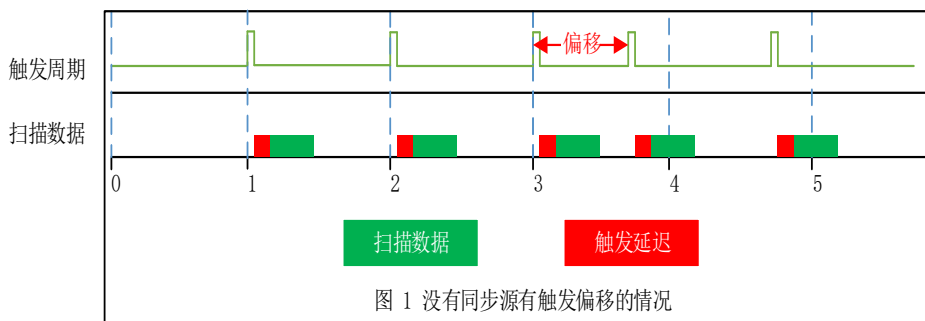 偏移
触发周期
扫描数据
0 1 2 3 4 5
扫描数据 触发延迟
图 1 没有同步源有触发偏移的情况